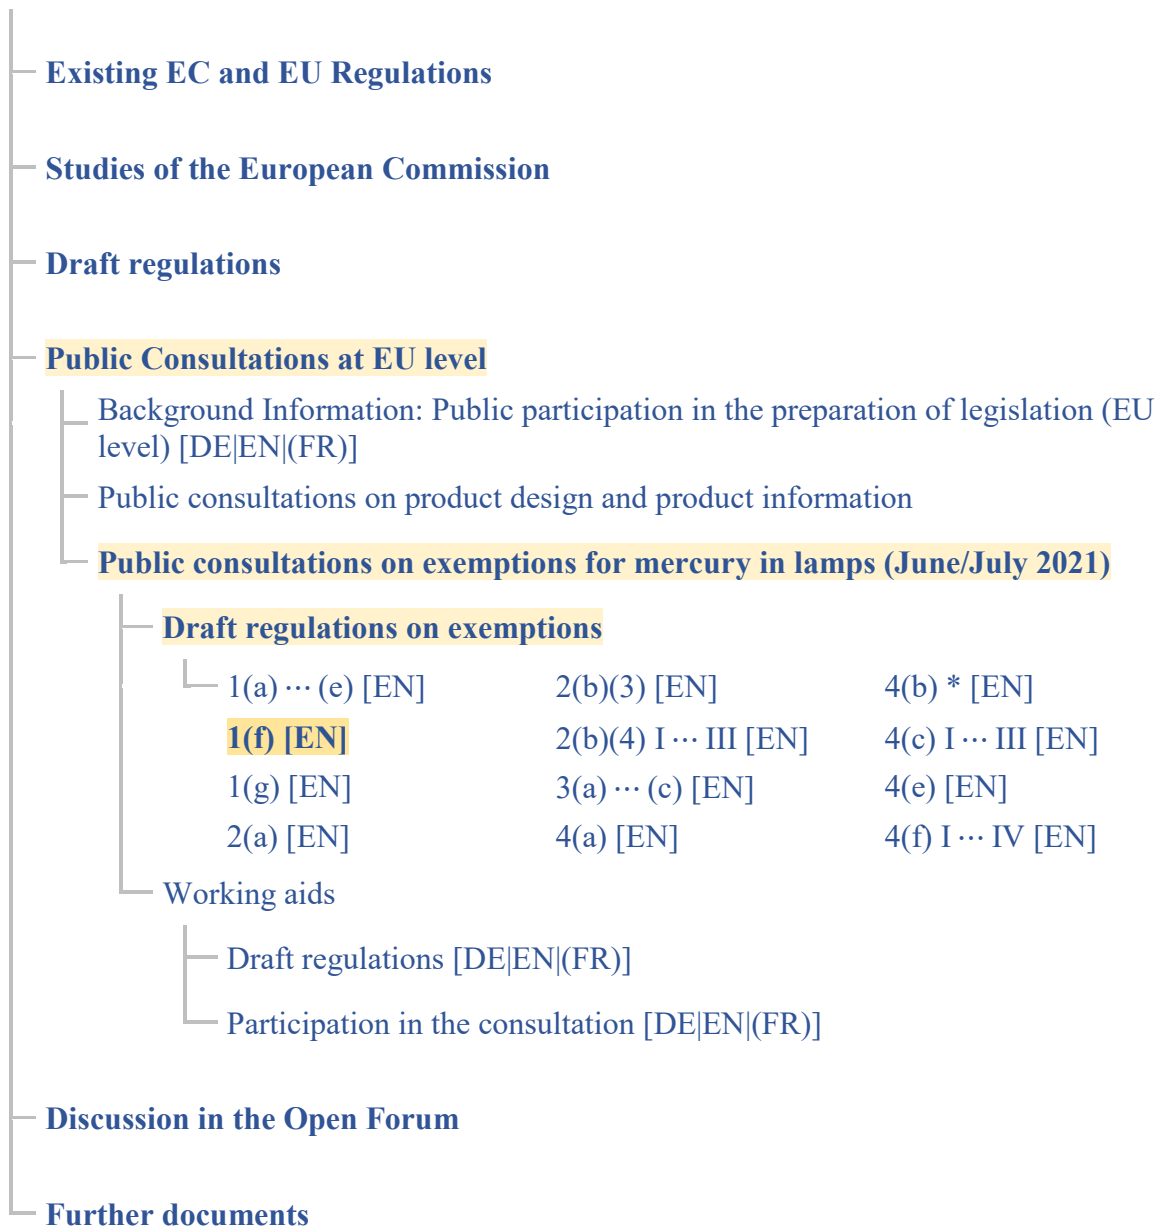 Existing EC and EU Regulations
Studies of the European Commission
Draft regulations
Public Consultations at EU level
Background Information: Public participation in the preparation of legislation (EU
level) [DE|EN|(FR)]
Public consultations on product design and product information
Public consultations on exemptions for mercury in lamps (June/July 2021)
Draft regulations on exemptions
1(a) ··· (e) [EN] 2(b)(3) [EN] 4(b) * [EN]
1(f) [EN] 2(b)(4) I ··· III [EN] 4(c) I ··· III [EN]
1(g) [EN] 3(a) ··· (c) [EN] 4(e) [EN]
2(a) [EN] 4(a) [EN] 4(f) I ··· IV [EN]
Working aids
Draft regulations [DE|EN|(FR)]
Participation in the consultation [DE|EN|(FR)]
Discussion in the Open Forum
Further documents